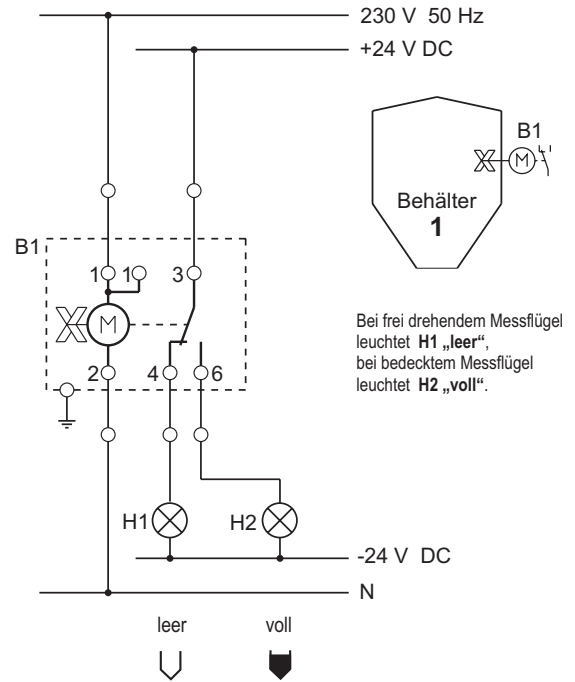 230 V 50 Hz
+24 V DC
B1
M
Behälter
1
B1
1 1 3
M
2 4 6
Bei frei drehendem Messflügel
leuchtet H1 „leer“,
bei bedecktem Messflügel
leuchtet H2 „voll“.
H1 H2
-24 V DC
N
leer voll